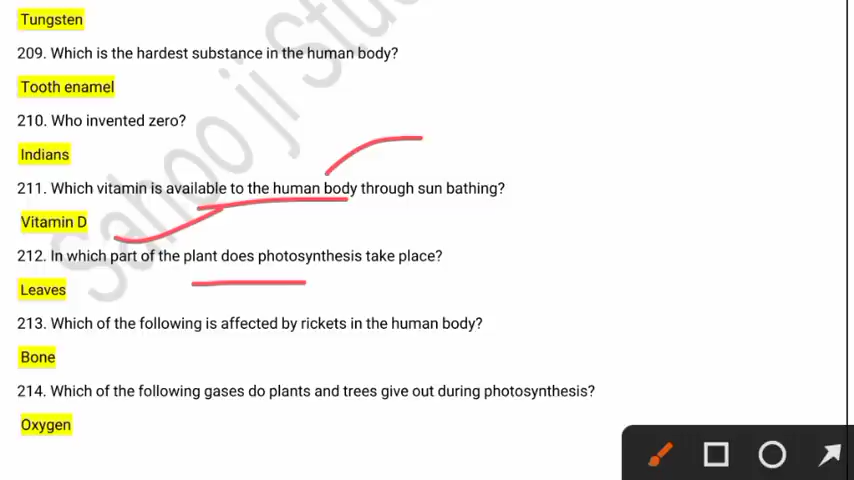 Tungsten
209. Which is the hardest substance in the human body?
Tooth enamel
210. Who invented zero?
Indians
211. Which vitamin is available to the human body through sun bathing?
Vitamin D
212. In which part of the plant does photosynthesis take place?
Leaves
213. Which of the following is affected by rickets in the human body?
Bone
214. Which of the following gases do plants and trees give out during photosynthesis?
Oxygen
Sahoo ji